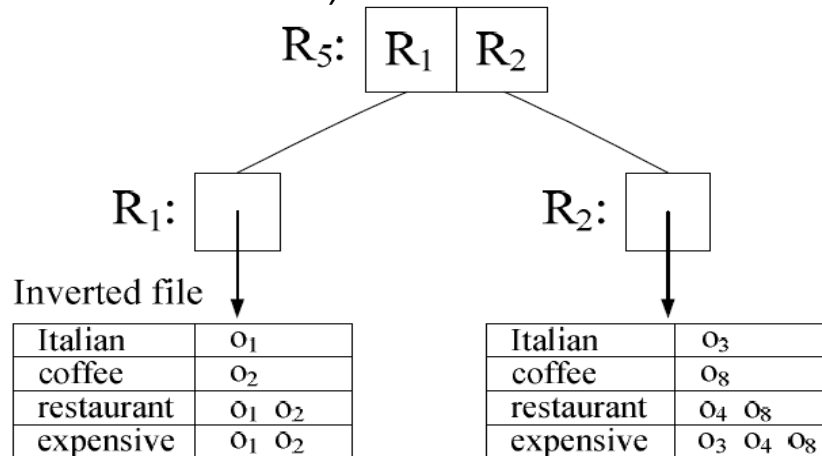 R5: R1 R2
R1: R2:
Inverted file
Italian o1 Italian o3
coffee o2 coffee o8
restaurant o1 o2 restaurant o4 o8
expensive o1 o2 expensive o3 o4 o8